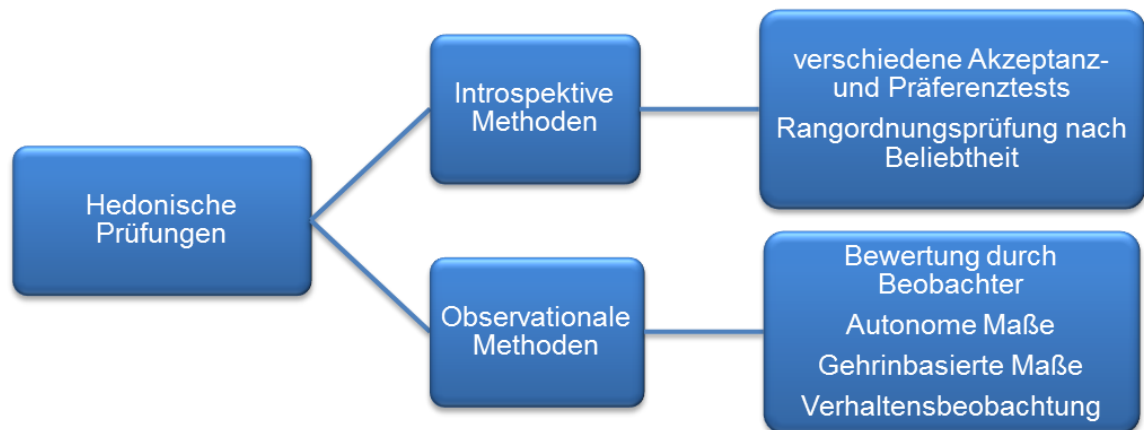 Hedonische
Prüfungen
Introspektive
Methoden
verschiedene Akzeptanz-
und Präferenztests
Rangordnungsprüfung nach
Beliebtheit
Observationale
Methoden
Bewertung durch
Beobachter
Autonome Maße
Gehrinbasierte Maße
Verhaltensbeobachtung